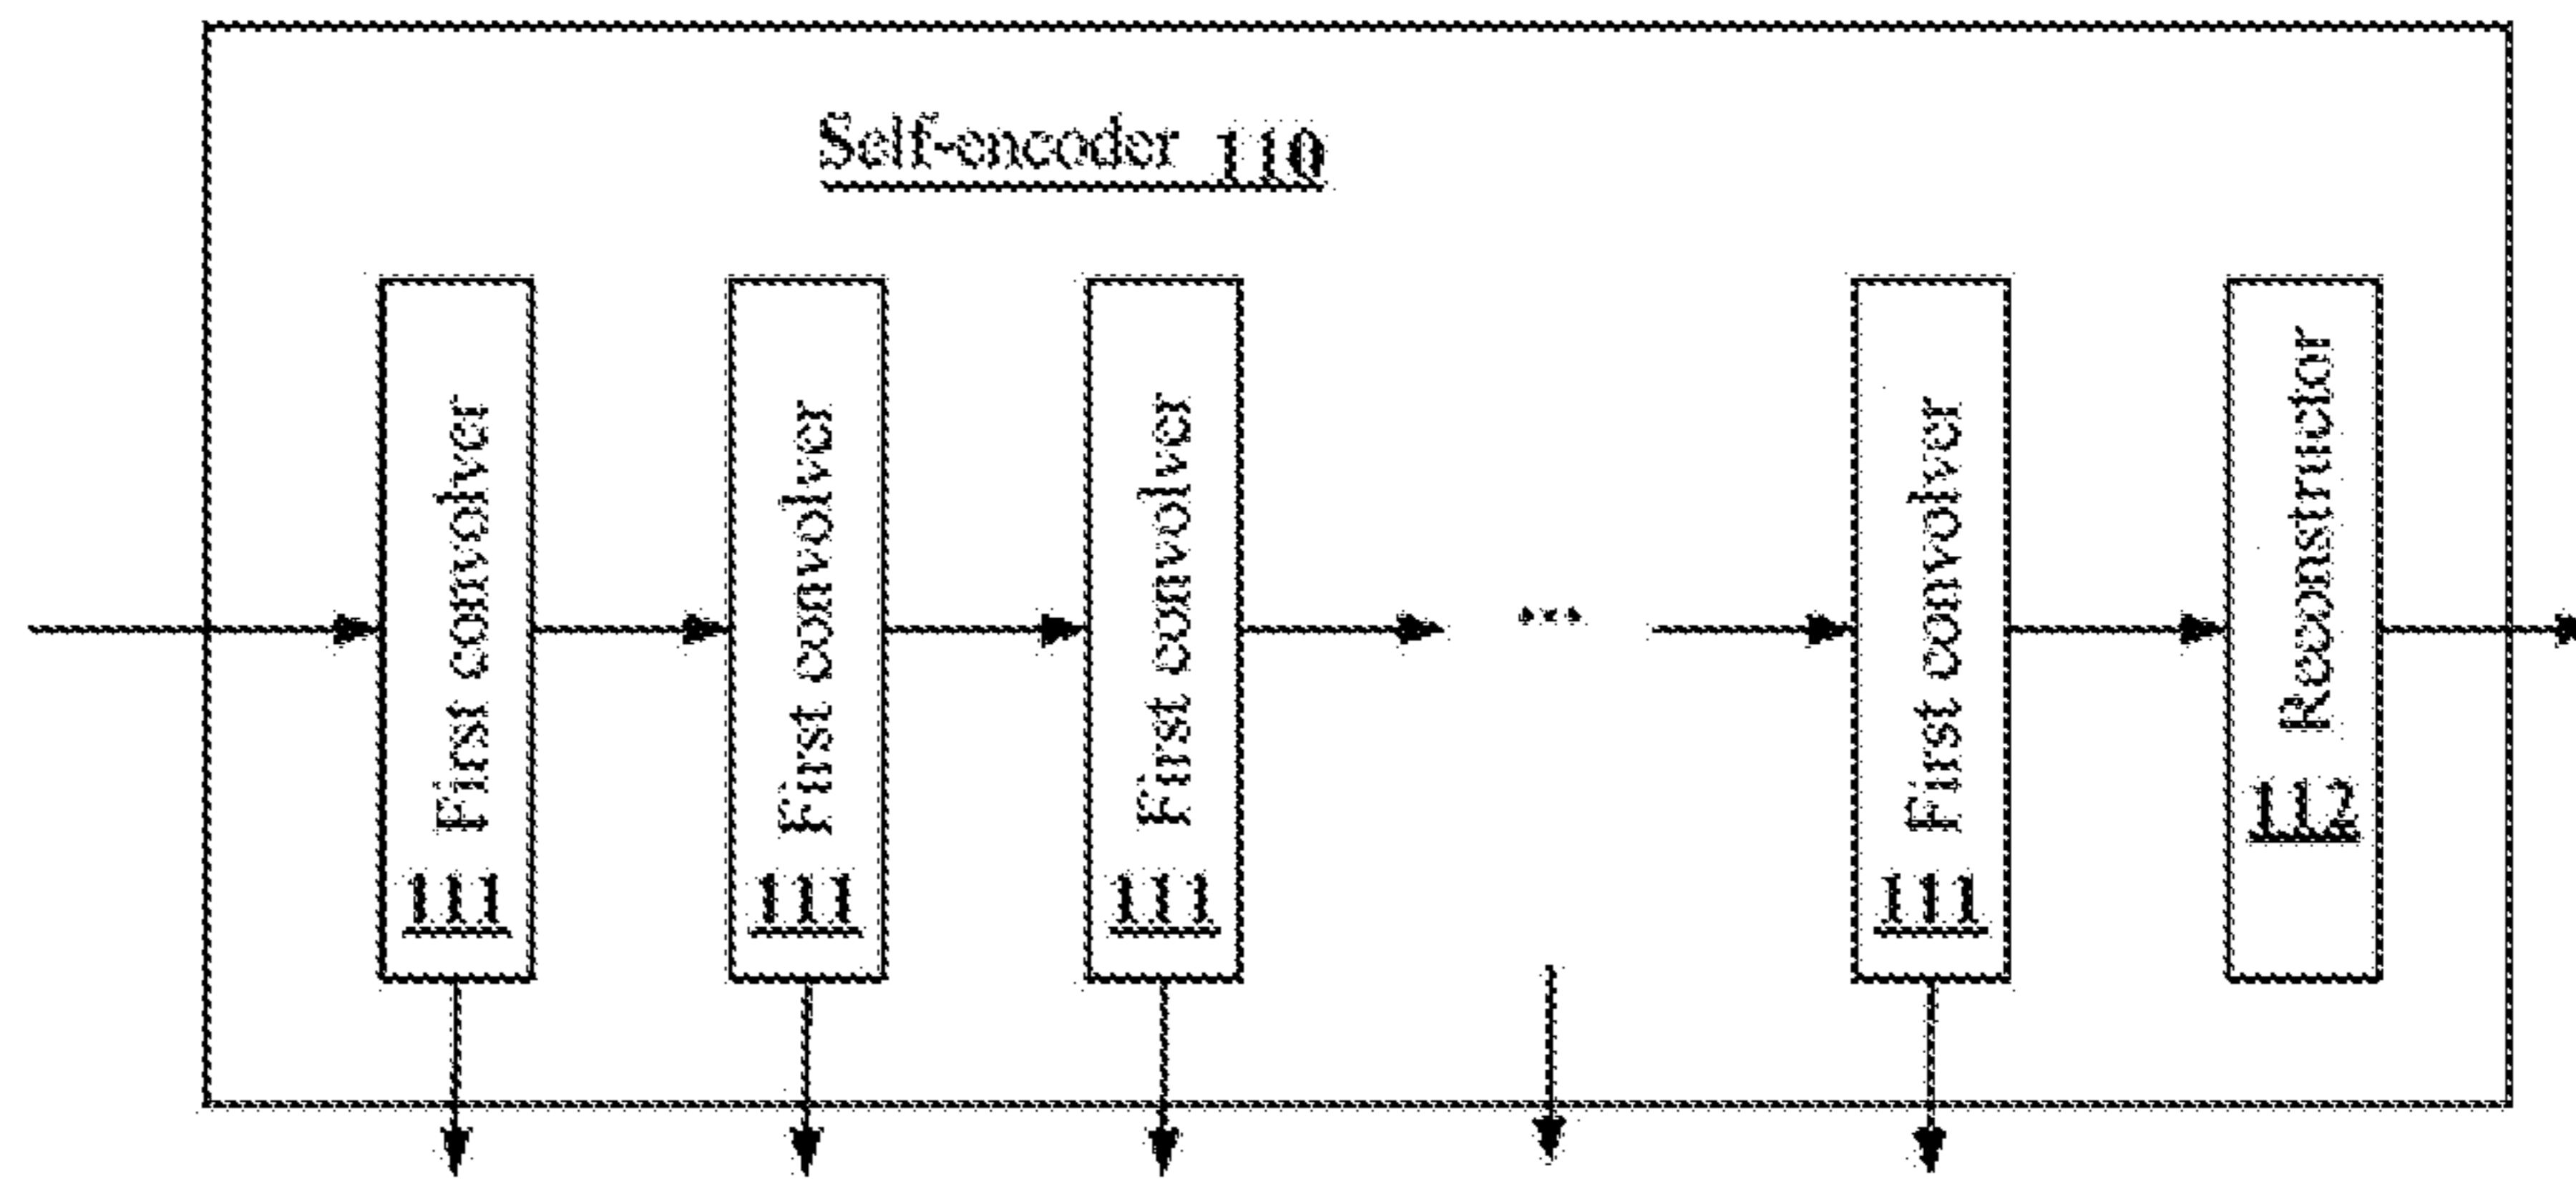 Self-encoder 110
First convolver
111
First convolver
111
First convolver
111
...
First convolver
111
Reconstructor
112